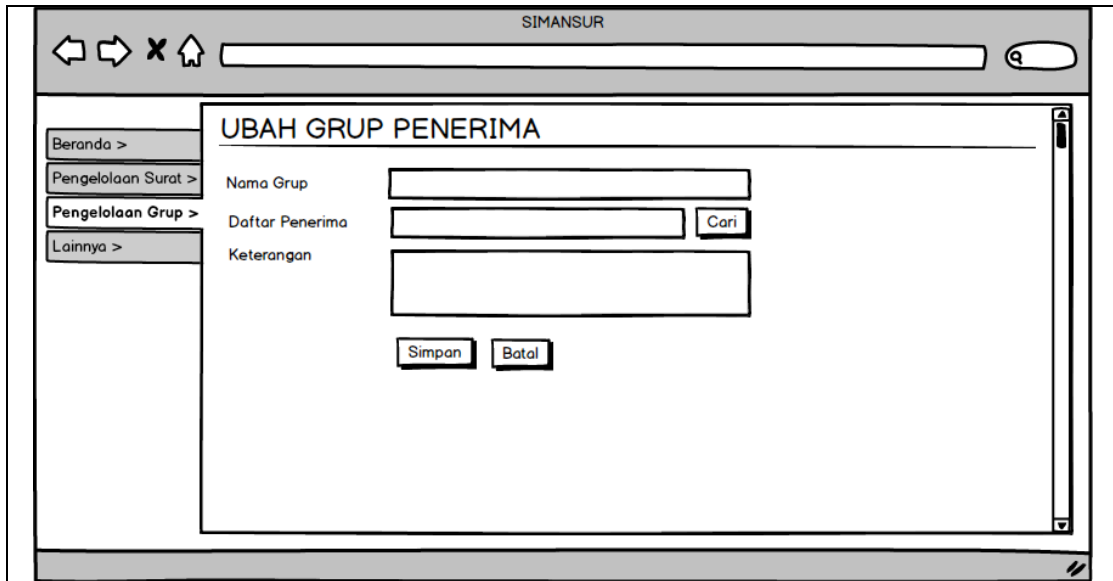 SIMANSUR
Beranda >
Pengelolaan Surat >
Pengelolaan Grup >
Lainnya >
UBAH GRUP PENERIMA
Nama Grup
Daftar Penerima
Cari
Keterangan
Simpan
Batal